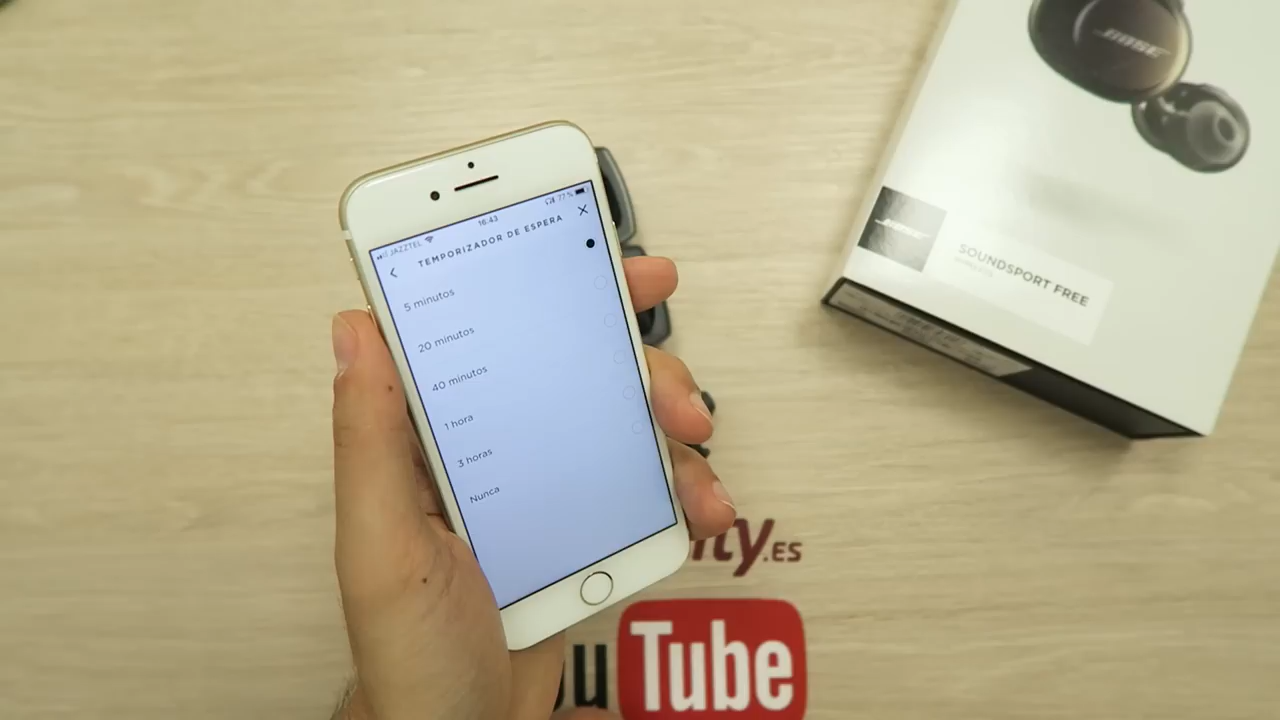 JAZZTEL
16:43
77 %
TEMPORIZADOR DE ESPERA
5 minutos
20 minutos
40 minutos
1 hora
3 horas
Nunca
BOSE
BOSE
SOUNDSPORT FREE
ity.ES
uTube